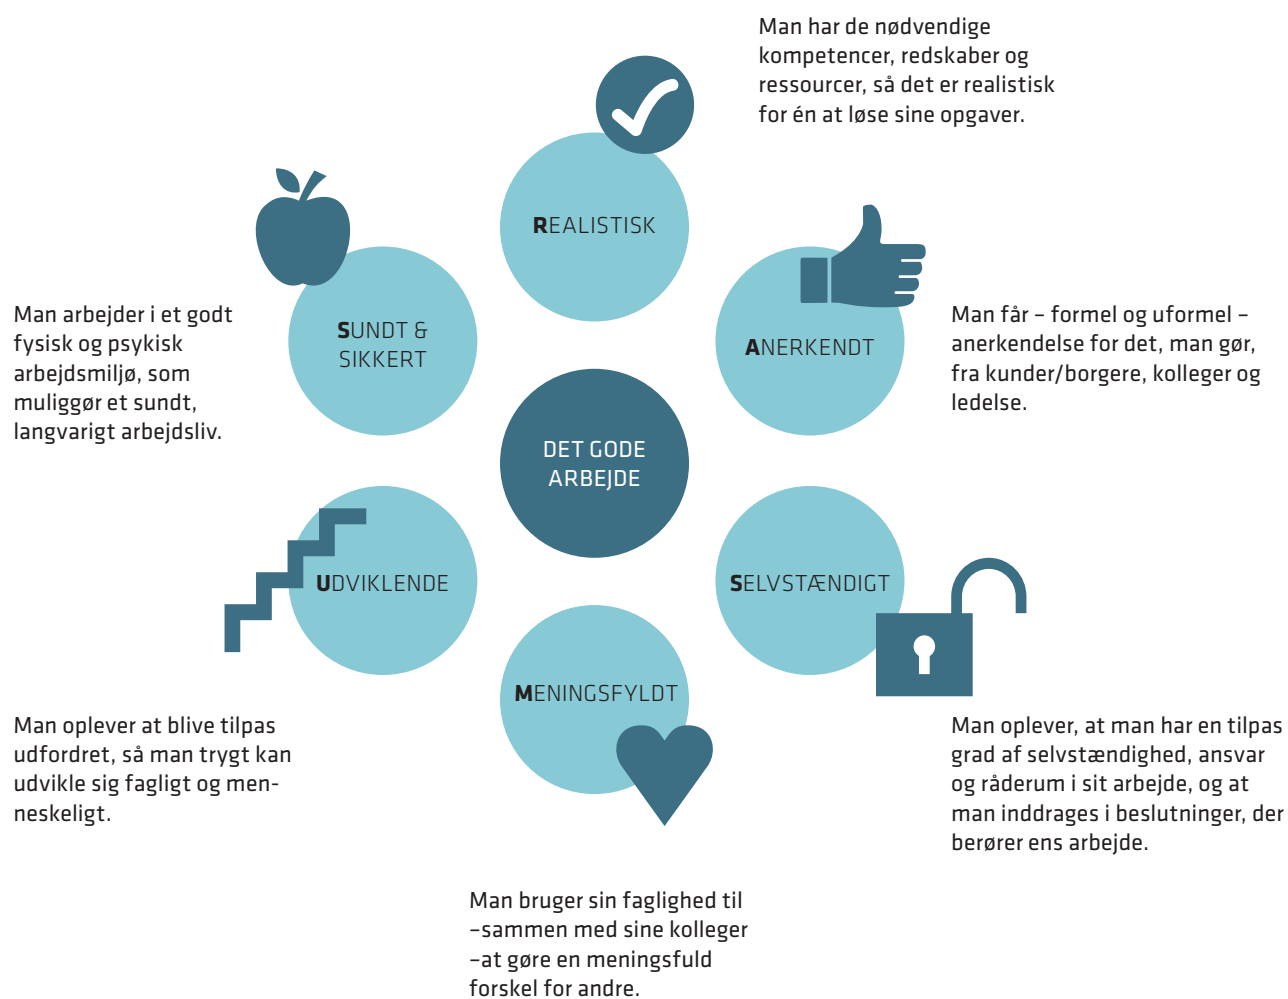 Man har de nødvendige
kompetencer, redskaber og
ressourcer, så det er realistisk
for én at løse sine opgaver.
REALISTISK
ANERKENDT
Man får – formel og uformel –
anerkendelse for det, man gør,
fra kunder/borgere, kolleger og
ledelse.
SUNDT &
SIKKERT
Man arbejder i et godt
fysisk og psykisk
arbejdsmiljø, som
muliggør et sundt,
langvarigt arbejdsliv.
DET GODE
ARBEJDE
UDVIKLENDE
Man oplever at blive tilpas
udfordret, så man trygt kan
udvikle sig fagligt og men-
neskeligt.
SELVSTÆNDIGT
Man oplever, at man har en tilpas
grad af selvstændighed, ansvar
og råderum i sit arbejde, og at
man inddrages i beslutninger, der
berører ens arbejde.
MENINGSFYLDT
Man bruger sin faglighed til
–sammen med sine kolleger
–at gøre en meningsfuld
forskel for andre.